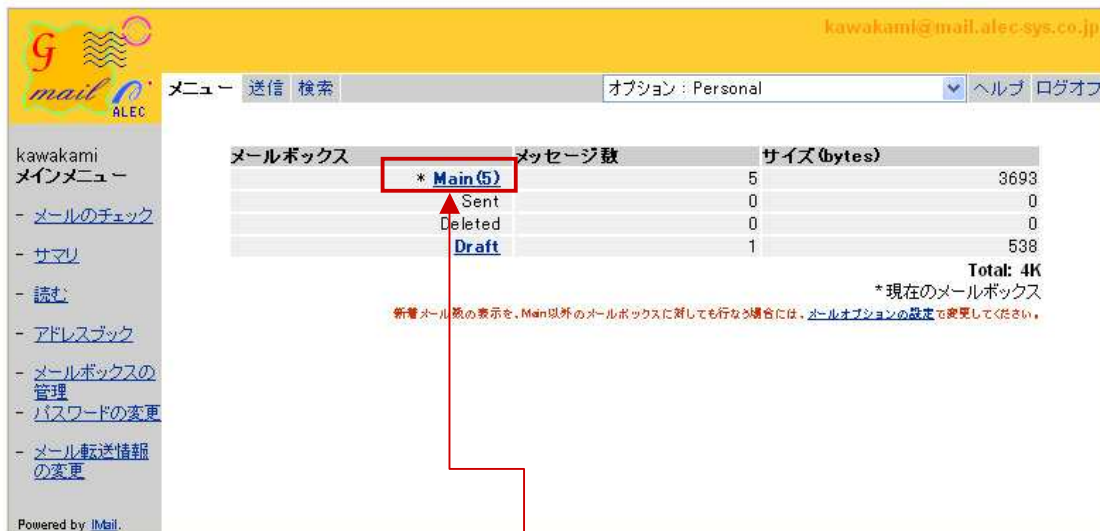 kawakami@mail.alec-sys.co.jp
G
mail
ALEC
メニュー 送信 検索 オプション:Personal ヘルプ ログオフ
kawakami
メインメニュー
- メールのチェック
- サマリ
- 読む
- アドレスブック
- メールボックスの
管理
- パスワードの変更
- メール転送情報
の変更
Powered by IMail.
メールボックス メッセージ数 サイズ(bytes)
* Main(5) 5 3693
Sent 0 0
Deleted 0 0
Draft 1 538
Total: 4K
*現在のメールボックス
新着メール数の表示を、Main以外のメールボックスに対しても行なう場合には、メールオプションの設定で変更してください。